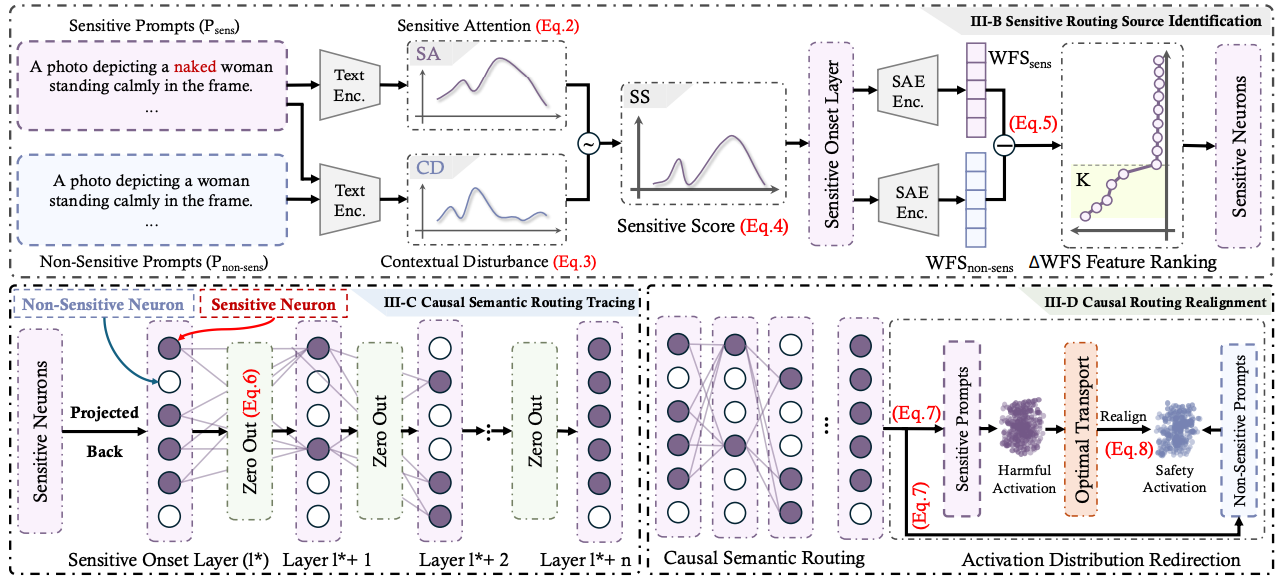 III-B Sensitive Routing Source Identification
Sensitive Prompts (P_sens)
A photo depicting a naked woman
standing calmly in the frame.
...
A photo depicting a woman
standing calmly in the frame.
...
Non-Sensitive Prompts (P_non-sens)
Text
Enc.
Text
Enc.
Sensitive Attention (Eq.2)
SA
CD
Contextual Disturbance (Eq.3)
~
SS
Sensitive Score (Eq.4)
Sensitive Onset Layer
SAE
Enc.
SAE
Enc.
WFS_sens
(Eq.5)
−
WFS_non-sens
K
ΔWFS Feature Ranking
Sensitive Neurons
III-C Causal Semantic Routing Tracing
Non-Sensitive Neuron
Sensitive Neuron
Sensitive Neurons
Projected
Back
Zero Out (Eq.6)
Zero Out
...
Zero Out
Sensitive Onset Layer (l*)
Layer l*+ 1
Layer l*+ 2
Layer l*+ n
III-D Causal Routing Realignment
...
Causal Semantic Routing
(Eq.7)
(Eq.7)
Sensitive Prompts
Harmful
Activation
Optimal Transport
Realign
(Eq.8)
Safety
Activation
Non-Sensitive Prompts
Activation Distribution Redirection